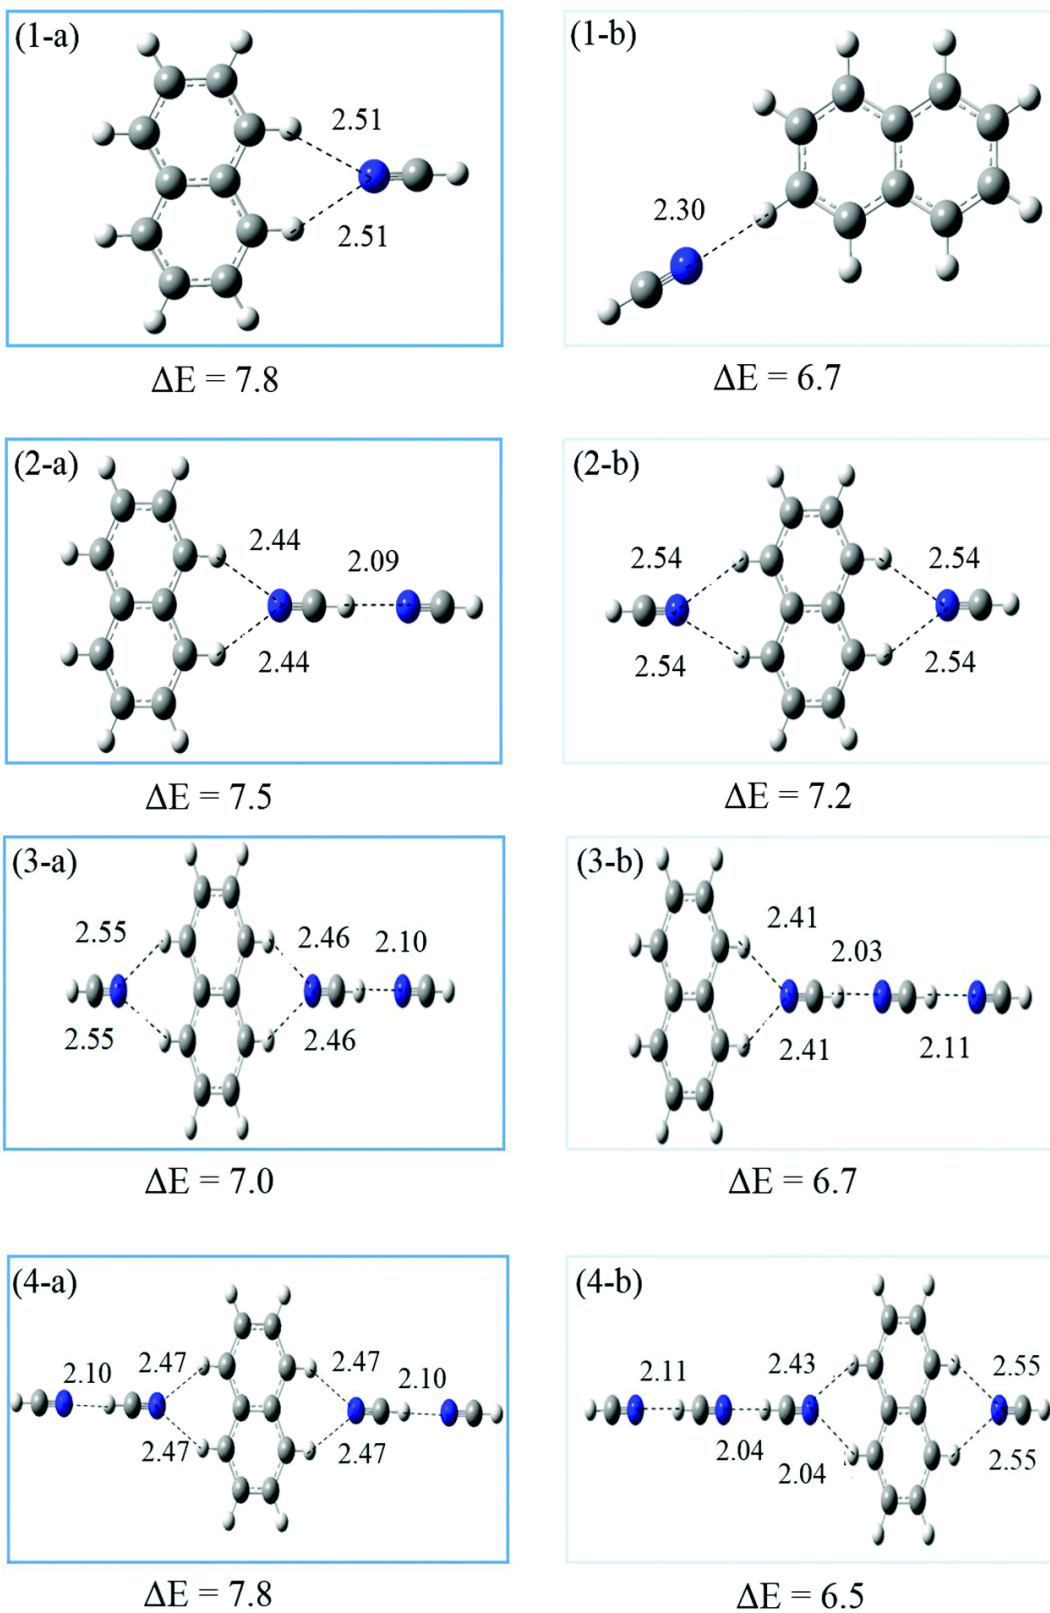 (1-a)
2.51
2.51
ΔE = 7.8
(1-b)
2.30
ΔE = 6.7
(2-a)
2.44
2.09
2.44
ΔE = 7.5
(2-b)
2.54
2.54
2.54
2.54
ΔE = 7.2
(3-a)
2.55
2.46
2.10
2.55
2.46
ΔE = 7.0
(3-b)
2.41
2.03
2.41
2.11
ΔE = 6.7
(4-a)
2.10
2.47
2.47
2.10
2.47
2.47
ΔE = 7.8
(4-b)
2.11
2.43
2.55
2.04
2.04
2.55
ΔE = 6.5